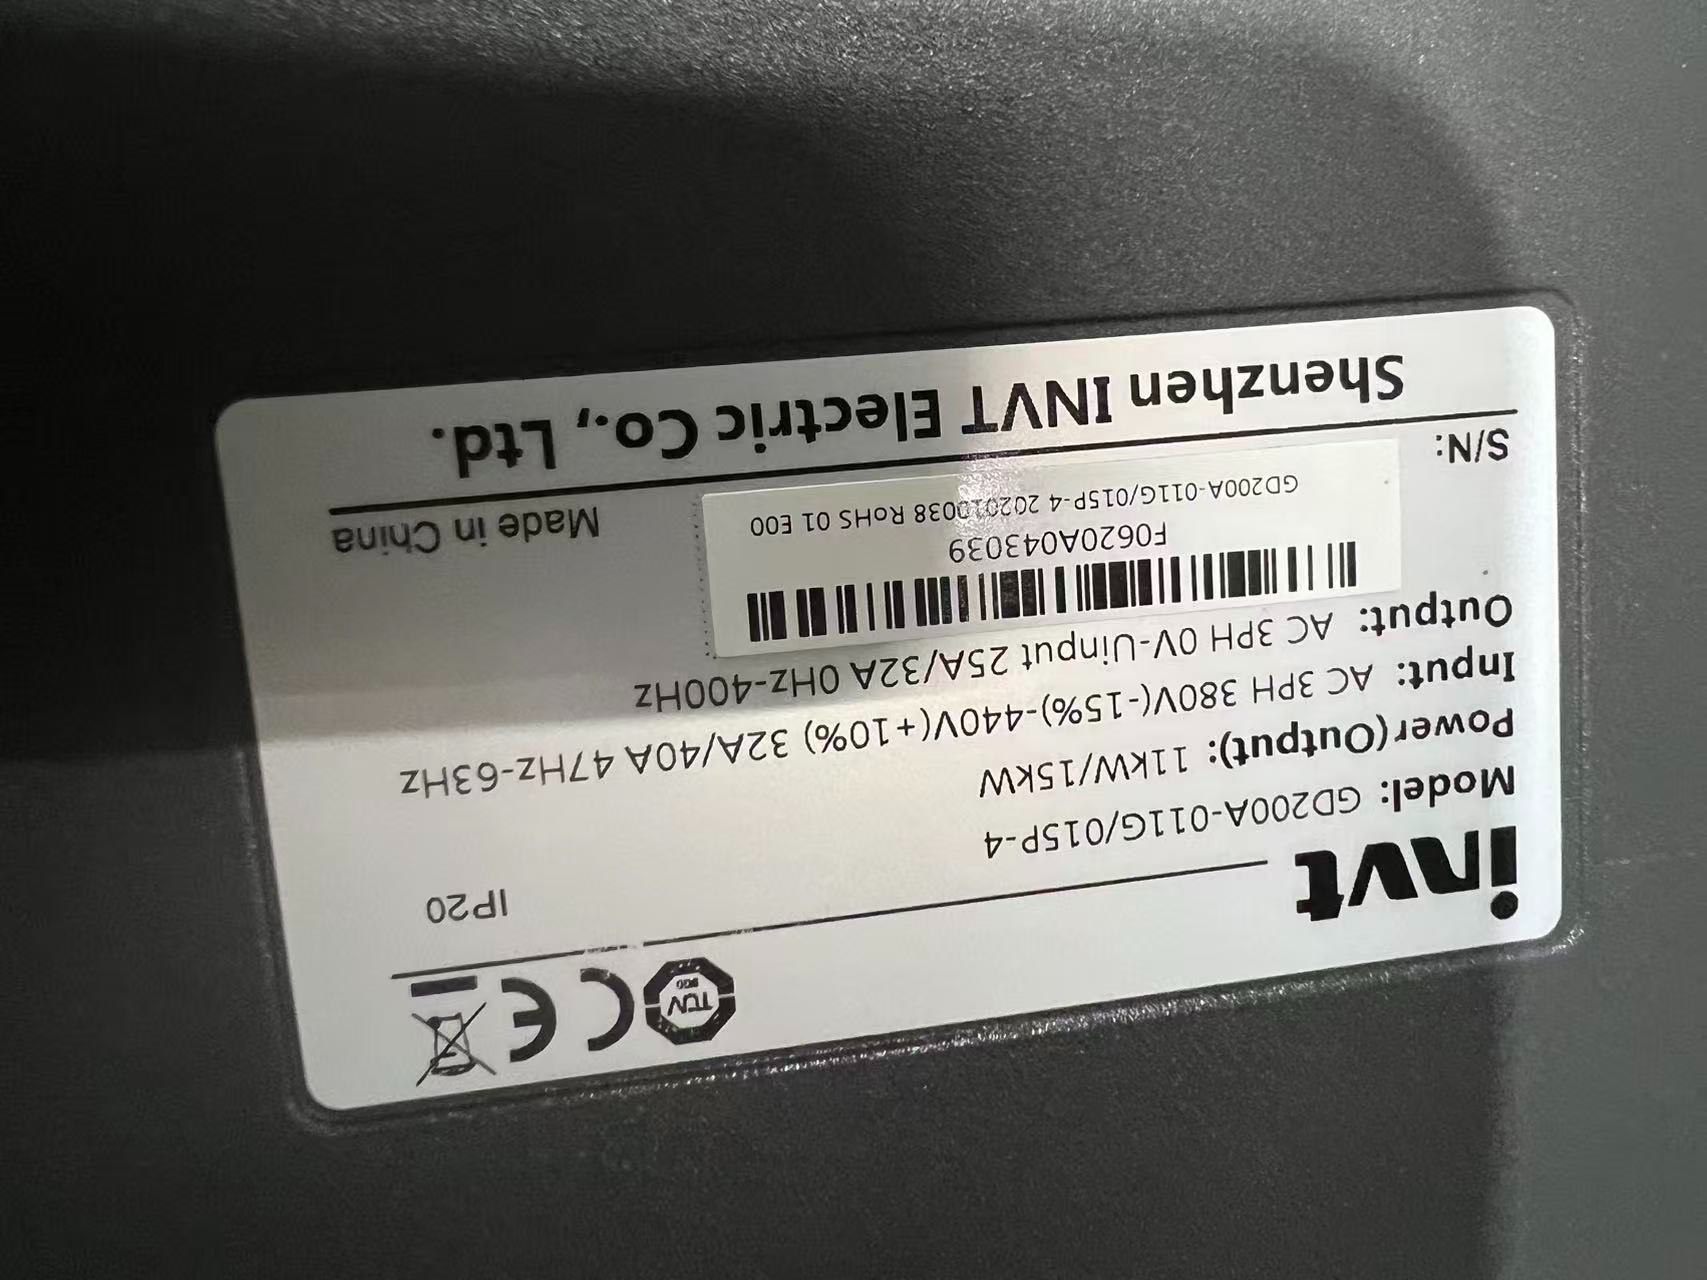 TÜV
invt
IP20
Model: GD200A-011G/015P-4
Power(Output): 11kW/15kW
Input: AC 3PH 380V(-15%)-440V(+10%) 32A/40A 47Hz-63Hz
Output: AC 3PH 0V-Uinput 25A/32A 0Hz-400Hz
F0620A043039
GD200A-011G/015P-4 RoHS 01 E00
S/N:
Made in China
Shenzhen INVT Electric Co., Ltd.